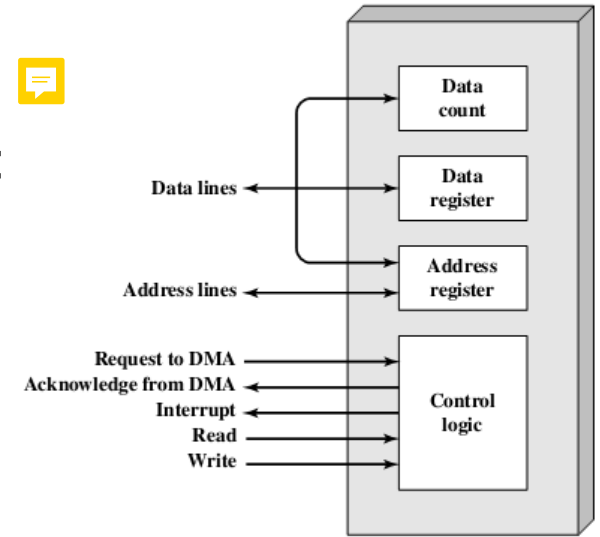 Data
count
Data lines
Data
register
Address lines
Address
register
Request to DMA
Acknowledge from DMA
Interrupt
Read
Write
Control
logic